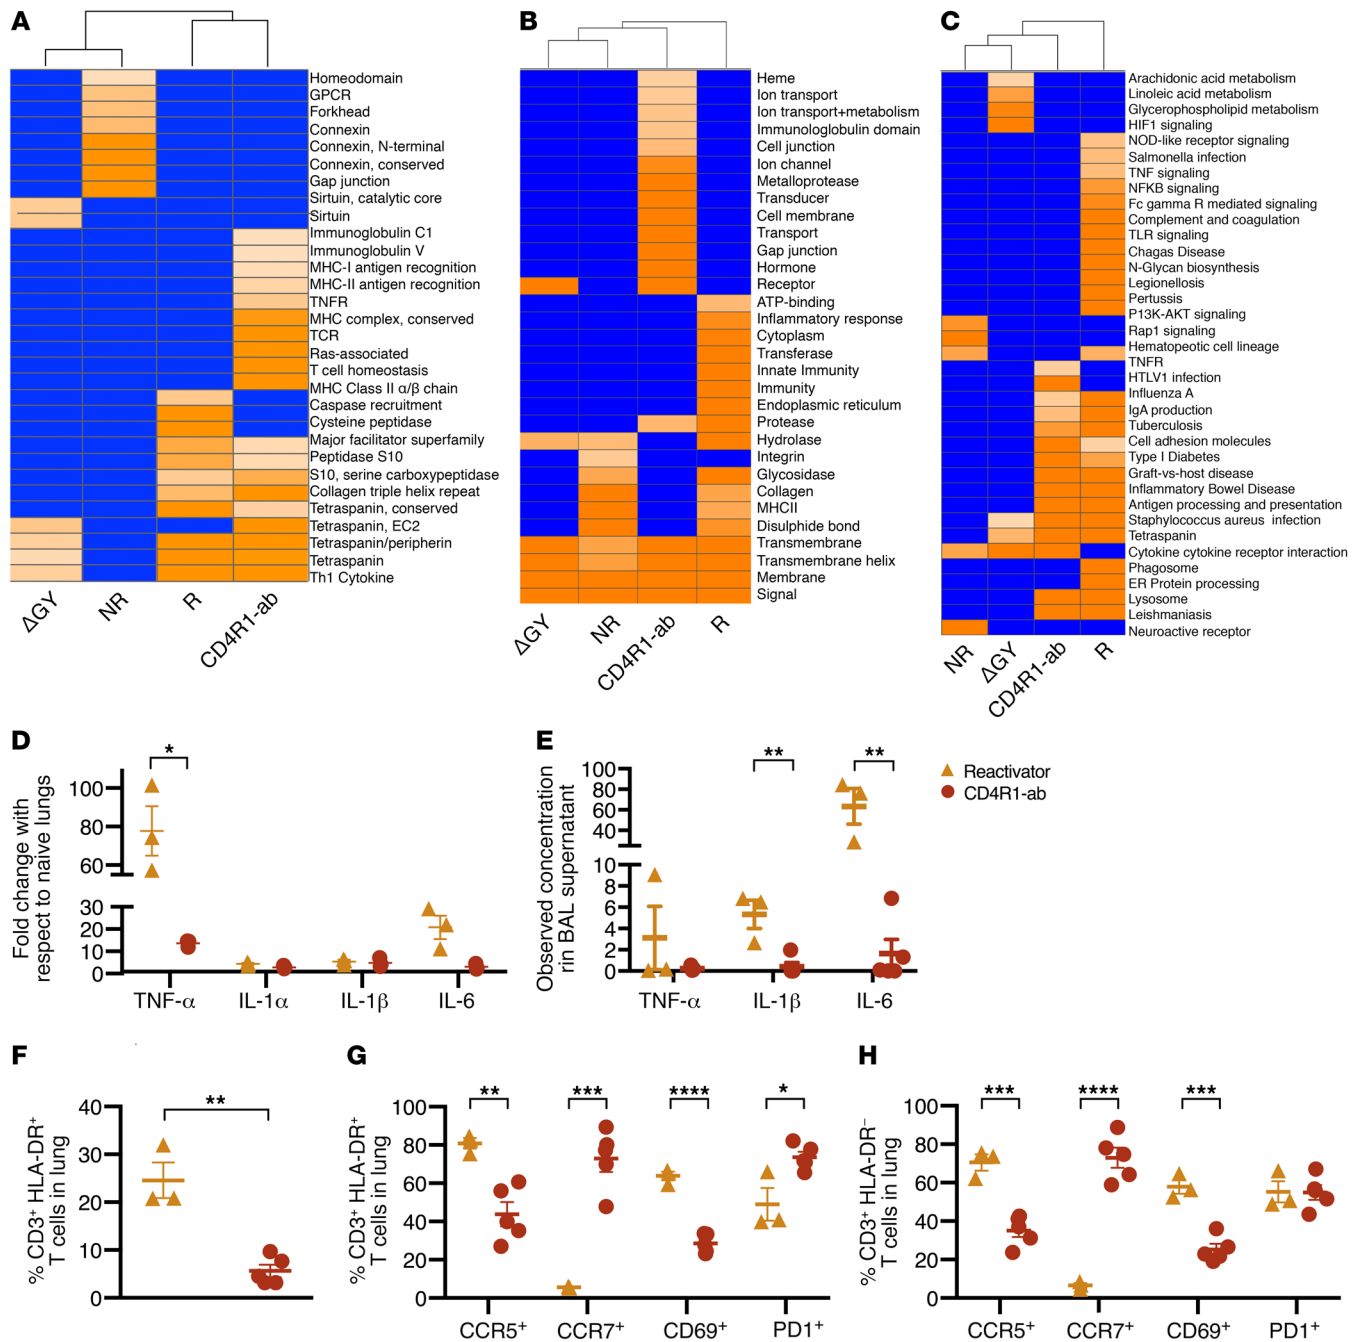 A
Homeodomain
GPCR
Forkhead
Connexin
Connexin, N-terminal
Connexin, conserved
Gap junction
Sirtuin, catalytic core
Sirtuin
Immunoglobulin C1
Immunoglobulin V
MHC-I antigen recognition
MHC-II antigen recognition
TNFR
MHC complex, conserved
TCR
Ras-associated
T cell homeostasis
MHC Class II α/β chain
Caspase recruitment
Cysteine peptidase
Major facilitator superfamily
Peptidase S10
S10, serine carboxypeptidase
Collagen triple helix repeat
Tetraspanin, conserved
Tetraspanin, EC2
Tetraspanin/peripherin
Tetraspanin
Th1 Cytokine
ΔGY
NR
R
CD4R1-ab
B
Heme
Ion transport
Ion transport+metabolism
Immunologlobulin domain
Cell junction
Ion channel
Metalloprotease
Transducer
Cell membrane
Transport
Gap junction
Hormone
Receptor
ATP-binding
Inflammatory response
Cytoplasm
Transferase
Innate Immunity
Immunity
Endoplasmic reticulum
Protease
Hydrolase
Integrin
Glycosidase
Collagen
MHCII
Disulphide bond
Transmembrane
Transmembrane helix
Membrane
Signal
ΔGY
NR
CD4R1-ab
R
C
Arachidonic acid metabolism
Linoleic acid metabolism
Glycerophospholipid metabolism
HIF1 signaling
NOD-like receptor signaling
Salmonella infection
TNF signaling
NFKB signaling
Fc gamma R mediated signaling
Complement and coagulation
TLR signaling
Chagas Disease
N-Glycan biosynthesis
Legionellosis
Pertussis
P13K-AKT signaling
Rap1 signaling
Hematopeotic cell lineage
TNFR
HTLV1 infection
Influenza A
IgA production
Tuberculosis
Cell adhesion molecules
Type I Diabetes
Graft-vs-host disease
Inflammatory Bowel Disease
Antigen processing and presentation
Staphylococcus aureus infection
Tetraspanin
Cytokine cytokine receptor interaction
Phagosome
ER Protein processing
Lysosome
Leishmaniasis
Neuroactive receptor
NR
ΔGY
CD4R1-ab
R
D
Fold change with
respect to naive lungs
100
80
60
30
20
10
0
*
TNF-α
IL-1α
IL-1β
IL-6
E
Observed concentration
rin BAL supernatant
100
80
60
40
10
8
6
4
2
0
**
**
TNF-α
IL-1β
IL-6
Reactivator
CD4R1-ab
F
% CD3+ HLA-DR+
T cells in lung
40
30
20
10
0
**
G
% CD3+ HLA-DR+
T cells in lung
100
80
60
40
20
0
**
***
****
*
CCR5+
CCR7+
CD69+
PD1+
H
% CD3+ HLA-DR−
T cells in lung
100
80
60
40
20
0
***
****
***
CCR5+
CCR7+
CD69+
PD1+